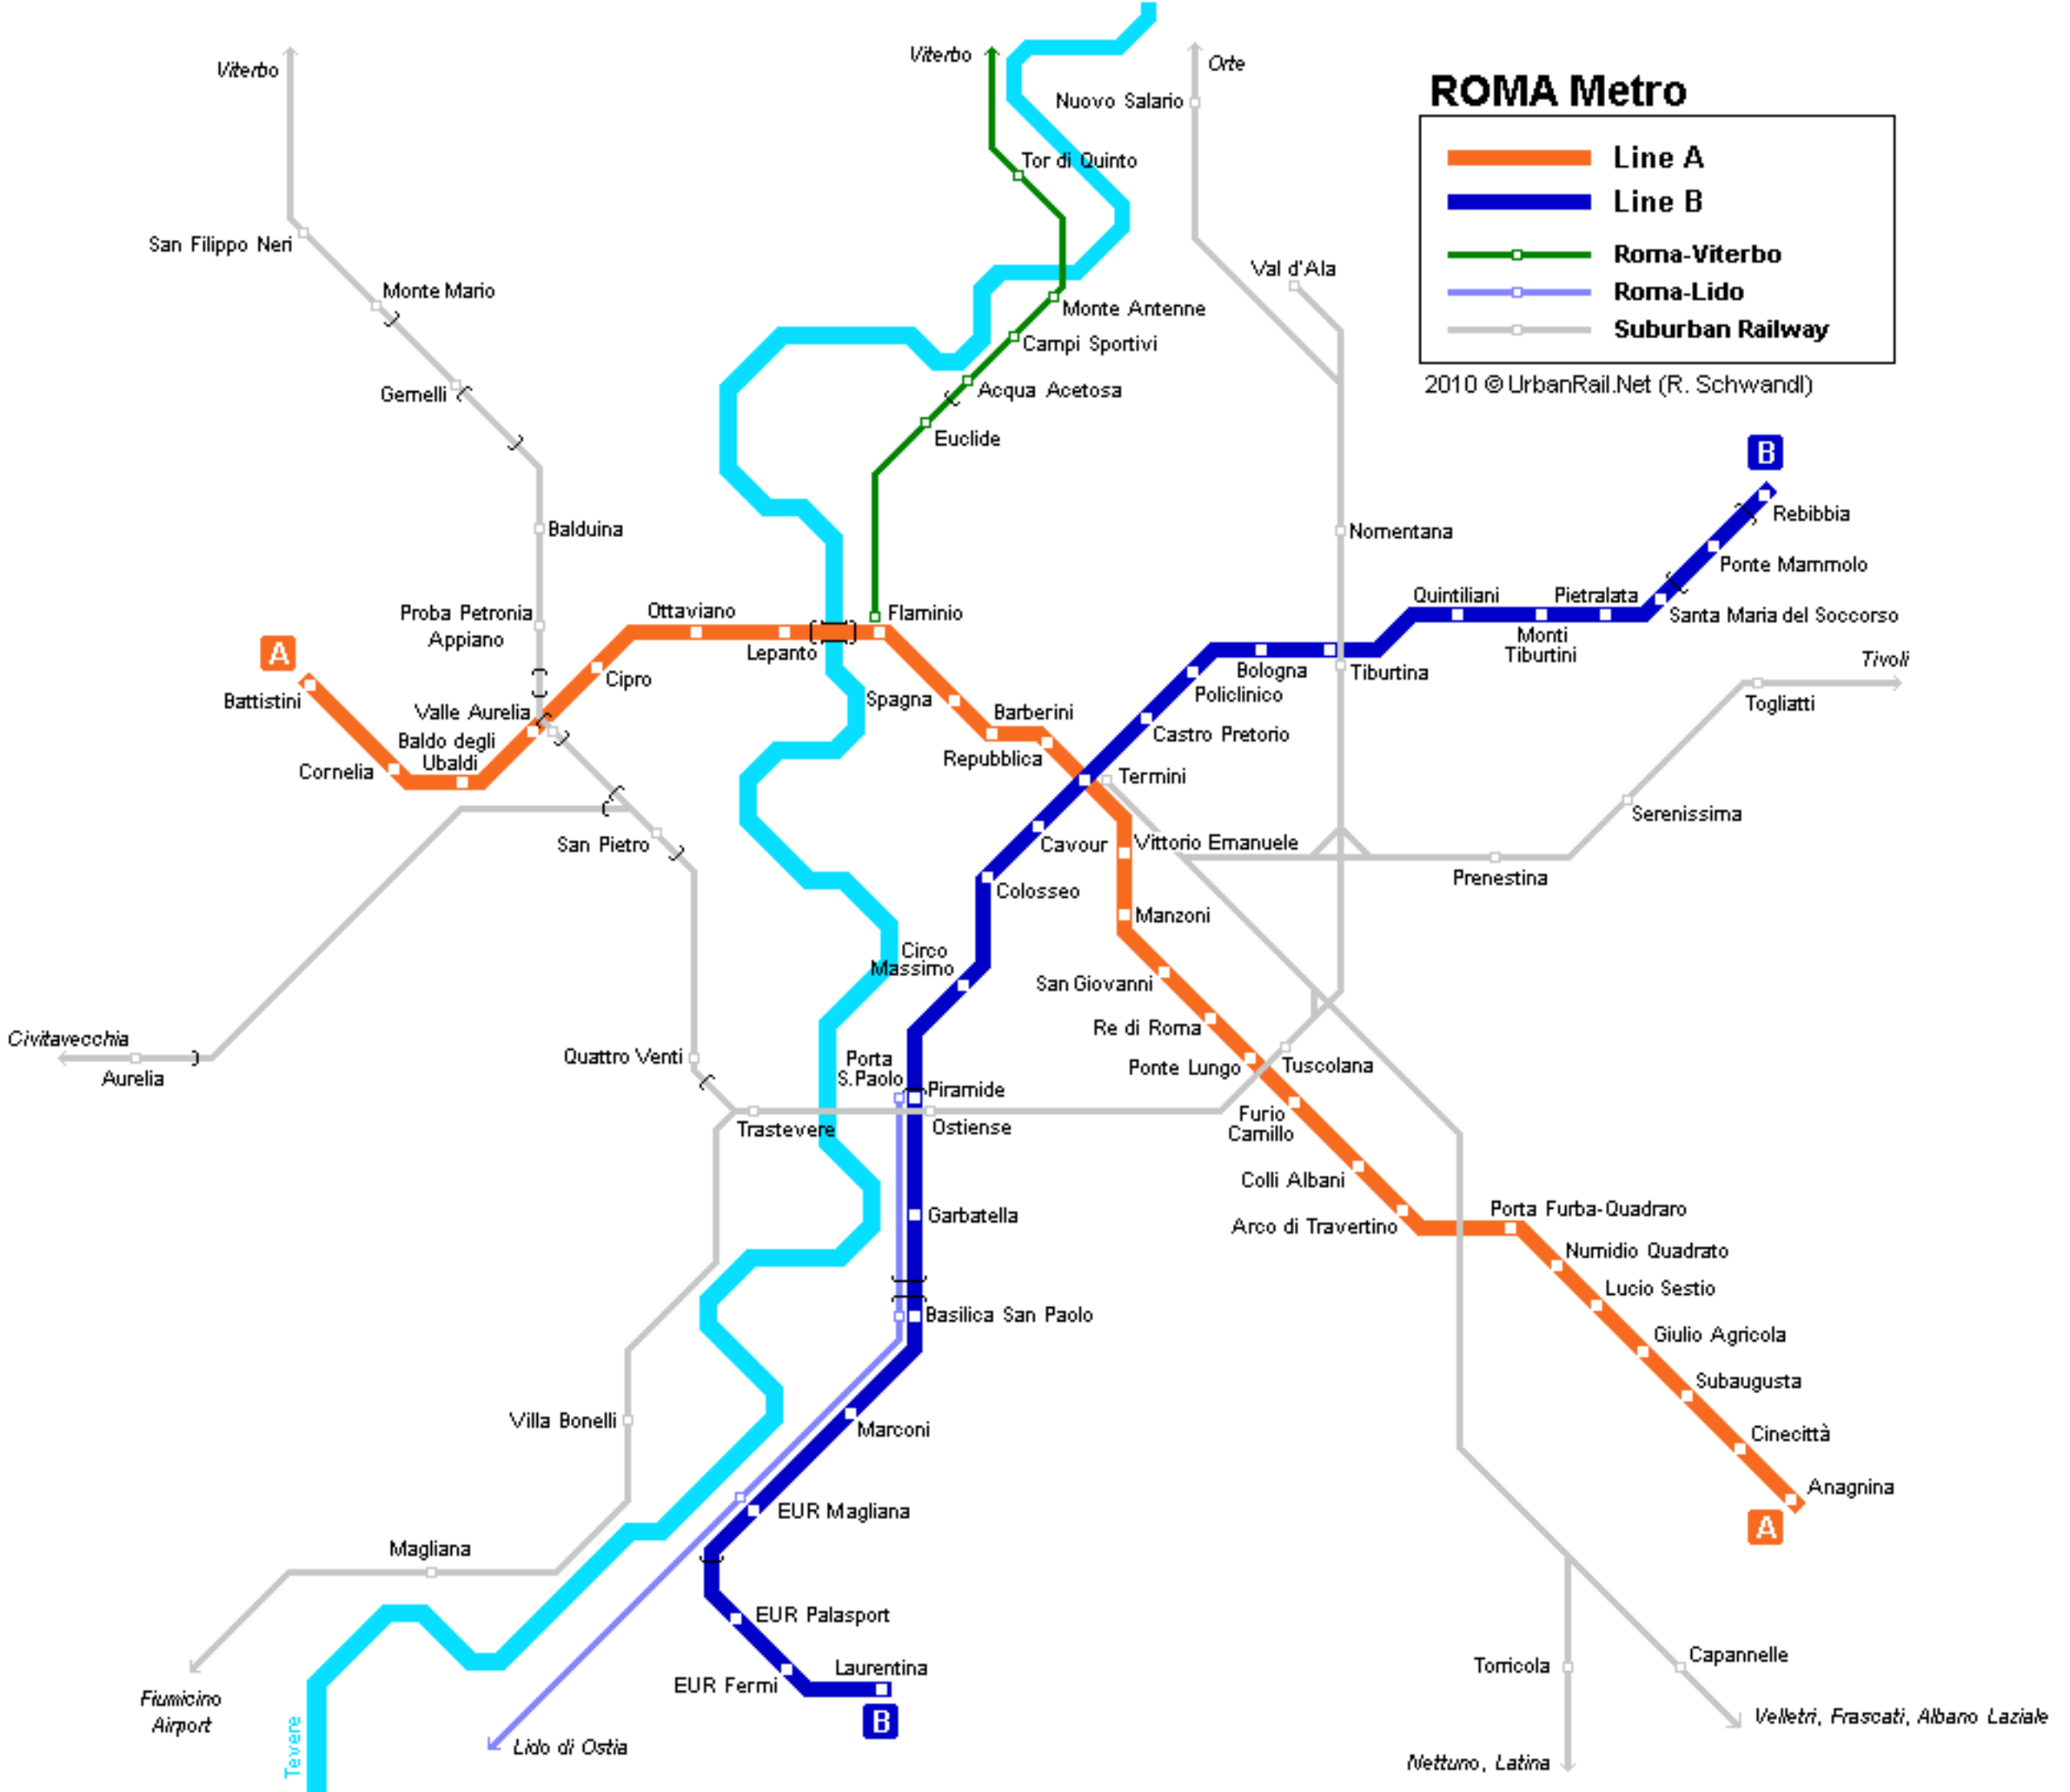 Viterbo
Viterbo
Orte
Nuovo Salario
ROMA Metro
Line A
Line B
Roma-Viterbo
Roma-Lido
Suburban Railway
2010 © UrbanRail.Net (R. Schwandl)
Tor di Quinto
San Filippo Neri
Monte Mario
Val d'Ala
Monte Antenne
Campi Sportivi
Gemelli
Acqua Acetosa
Euclide
B
Rebibbia
Balduina
Nomentana
Ponte Mammolo
Quintiliani
Pietralata
Santa Maria del Soccorso
Monti
Tiburtini
Proba Petronia
Appiano
Ottaviano
Flaminio
Lepanto
A
Battistini
Cipro
Bologna
Tiburtina
Tivoli
Policlinico
Togliatti
Valle Aurelia
Spagna
Barberini
Castro Pretorio
Baldo degli
Ubaldi
Cornelia
Repubblica
Termini
Serenissima
San Pietro
Cavour
Vittorio Emanuele
Prenestina
Colosseo
Manzoni
Circo
Massimo
San Giovanni
Re di Roma
Civitavecchia
Aurelia
Quattro Venti
Porta
S.Paolo
Piramide
Ponte Lungo
Tuscolana
Trastevere
Ostiense
Furio
Camillo
Colli Albani
Garbatella
Arco di Travertino
Porta Furba-Quadraro
Numidio Quadrato
Lucio Sestio
Basilica San Paolo
Giulio Agricola
Subaugusta
Villa Bonelli
Marconi
Cinecittà
Anagnina
A
EUR Magliana
Magliana
EUR Palasport
Laurentina
EUR Fermi
B
Torricola
Capannelle
Fiumicino
Airport
Tevere
Lido di Ostia
Velletri, Frascati, Albano Laziale
Nettuno, Latina